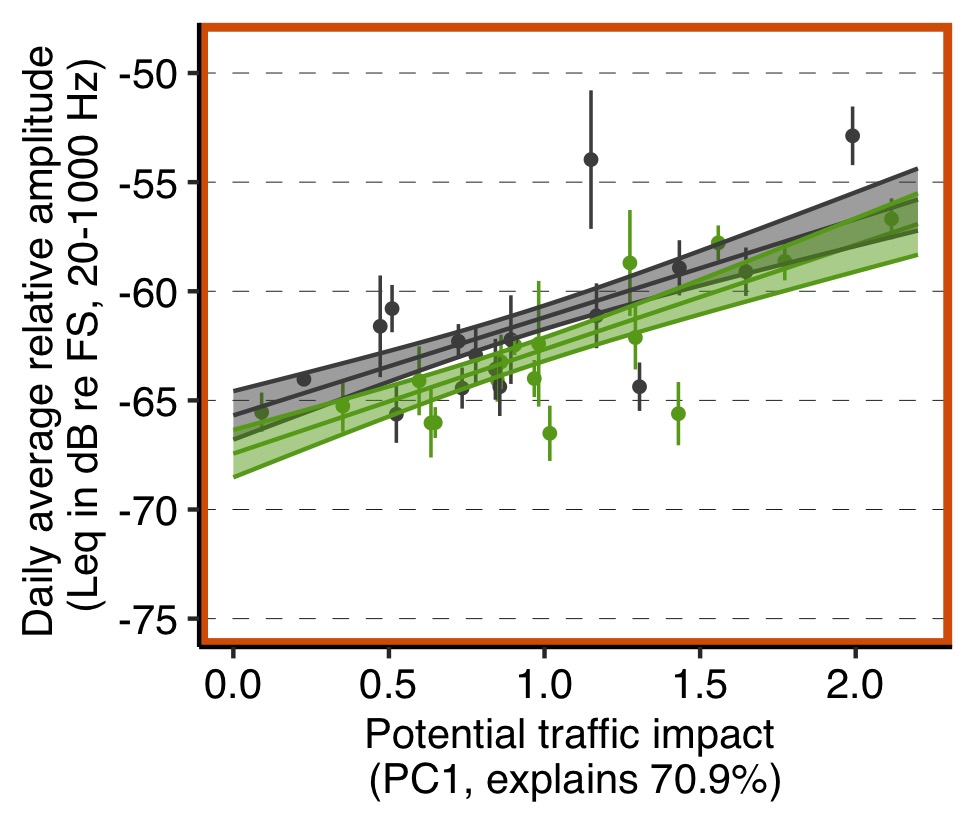 Daily average relative amplitude
(Leq in dB re FS, 20-1000 Hz)
-50
-55
-60
-65
-70
-75
0.0 0.5 1.0 1.5 2.0
Potential traffic impact
(PC1, explains 70.9%)